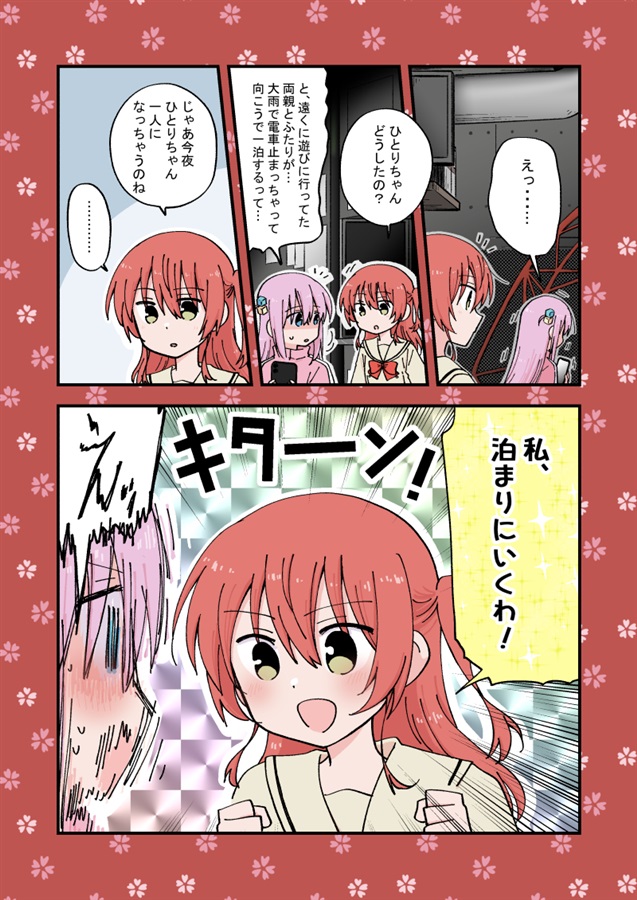 えっ……
ひとりちゃん
どうしたの?
と、遠くに遊びに行ってた
両親とふたりが…
大雨で電車止まっちゃって
向こうで一泊するって…
じゃあ今夜
ひとりちゃん
一人に
なっちゃうのね
………
私、
泊まりにいくわ!
キターン!
えっ